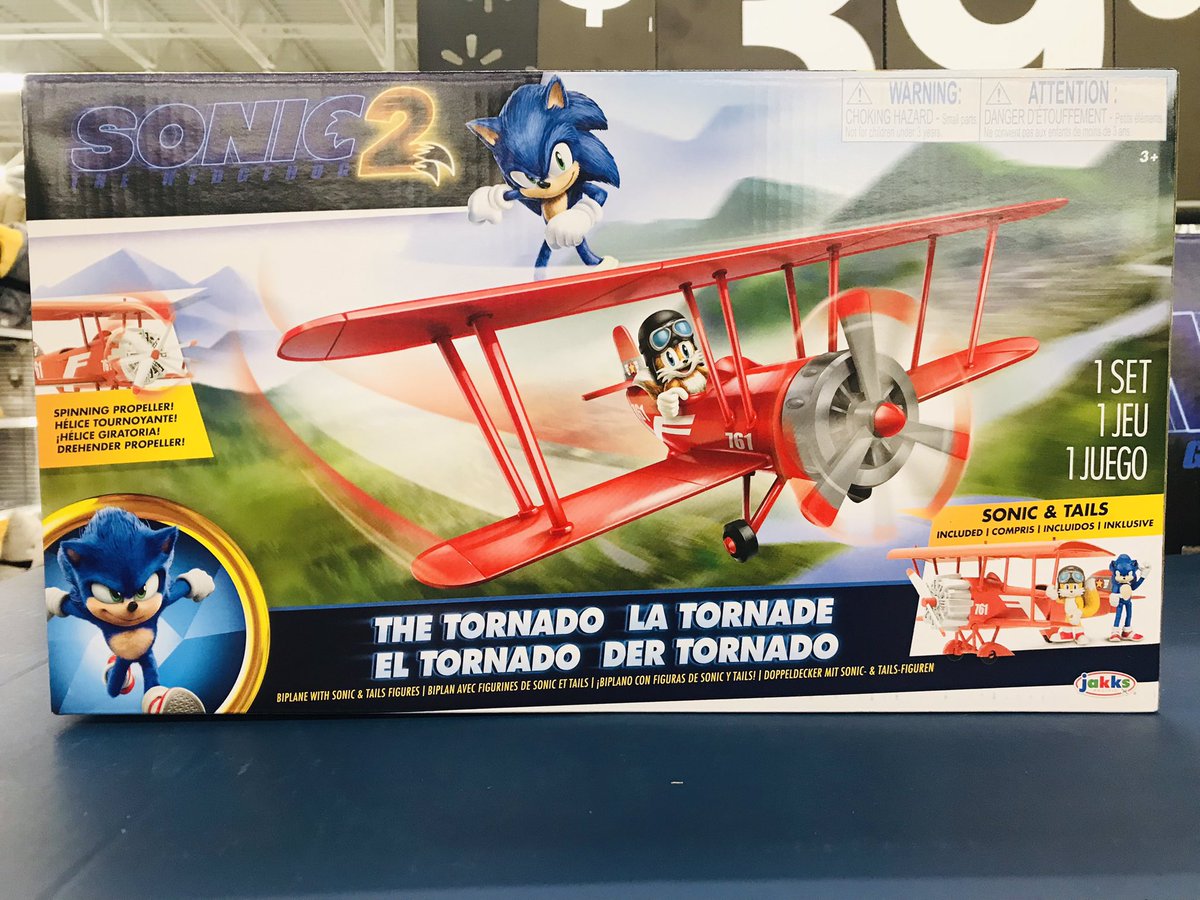 $ 39
SONIC 2
THE HEDGEHOG
WARNING:
CHOKING HAZARD - Small parts
Not for children under 3 years.
ATTENTION :
DANGER D'ÉTOUFFEMENT - Petits éléments
Ne convient pas aux enfants de moins de 3 ans.
3+
SPINNING PROPELLER!
HÉLICE TOURNOYANTE!
¡HÉLICE GIRATORIA!
DREHENDER PROPELLER!
761
1 SET
1 JEU
1 JUEGO
SONIC & TAILS
INCLUDED | COMPRIS | INCLUIDOS | INKLUSIVE
761
THE TORNADO LA TORNADE
EL TORNADO DER TORNADO
BIPLANE WITH SONIC & TAILS FIGURES | BIPLAN AVEC FIGURINES DE SONIC ET TAILS | ¡BIPLANO CON FIGURAS DE SONIC Y TAILS! | DOPPELDECKER MIT SONIC- & TAILS-FIGUREN
jakks